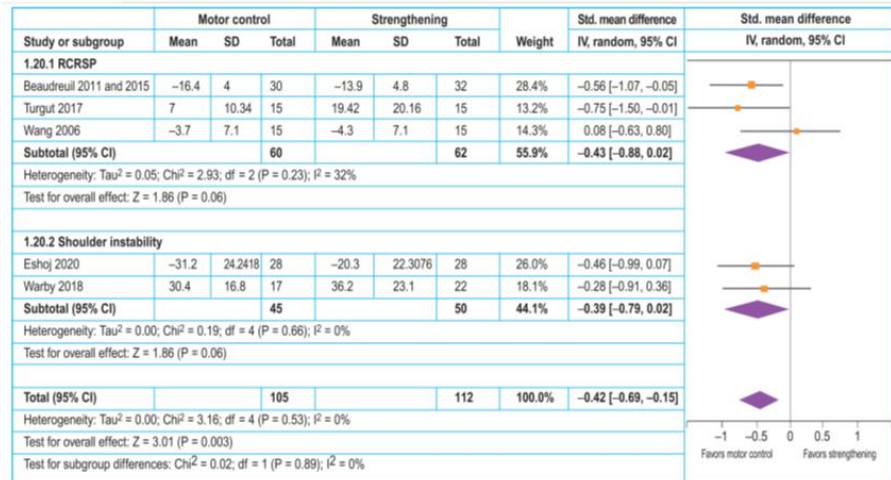 Motor control Strengthening Std. mean difference Std. mean difference
Study or subgroup Mean SD Total Mean SD Total Weight IV, random, 95% CI IV, random, 95% CI
1.20.1 RCRSP
Beaudreuil 2011 and 2015 −16.4 4 30 −13.9 4.8 32 28.4% −0.56 [−1.07, −0.05]
Turgut 2017 7 10.34 15 19.42 20.16 15 13.2% −0.75 [−1.50, −0.01]
Wang 2006 −3.7 7.1 15 −4.3 7.1 15 14.3% 0.08 [−0.63, 0.80]
Subtotal (95% CI) 60 62 55.9% −0.43 [−0.88, 0.02]
Heterogeneity: Tau² = 0.05; Chi² = 2.93; df = 2 (P = 0.23); I² = 32%
Test for overall effect: Z = 1.86 (P = 0.06)
1.20.2 Shoulder instability
Eshoj 2020 −31.2 24.2418 28 −20.3 22.3076 28 26.0% −0.46 [−0.99, 0.07]
Warby 2018 30.4 16.8 17 36.2 23.1 22 18.1% −0.28 [−0.91, 0.36]
Subtotal (95% CI) 45 50 44.1% −0.39 [−0.79, 0.02]
Heterogeneity: Tau² = 0.00; Chi² = 0.19; df = 4 (P = 0.66); I² = 0%
Test for overall effect: Z = 1.86 (P = 0.06)
Total (95% CI) 105 112 100.0% −0.42 [−0.69, −0.15]
Heterogeneity: Tau² = 0.00; Chi² = 3.16; df = 4 (P = 0.53); I² = 0%
Test for overall effect: Z = 3.01 (P = 0.003)
Test for subgroup differences: Chi² = 0.02; df = 1 (P = 0.89); I² = 0%
−1 −0.5 0 0.5 1
Favors motor control Favors strengthening